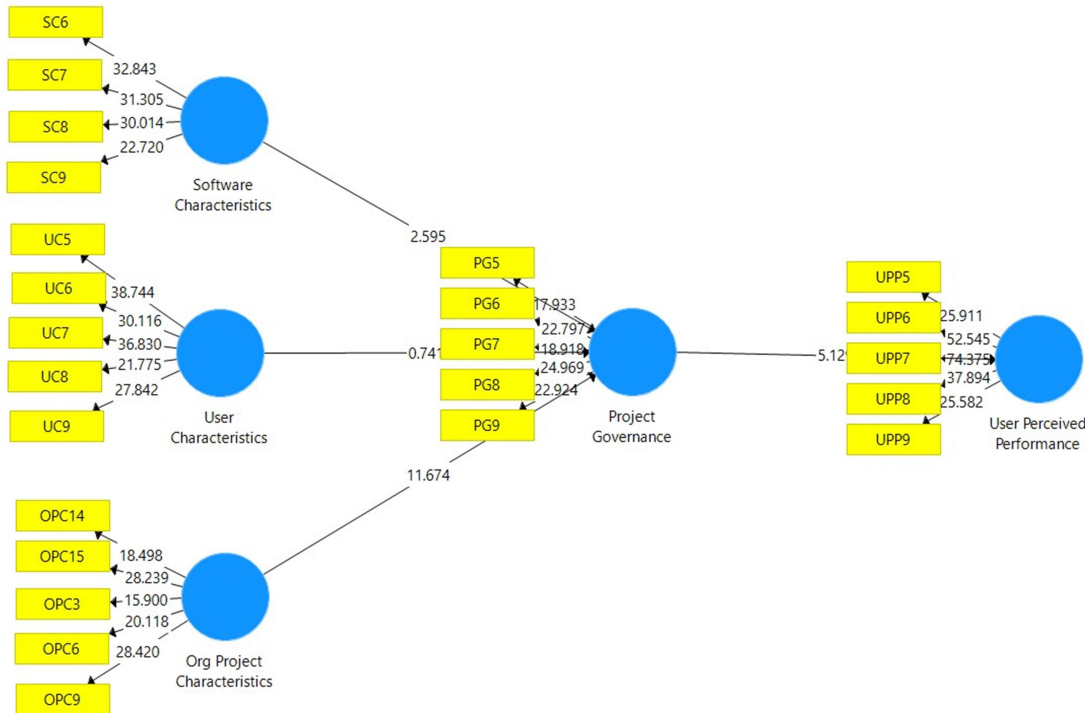 SC6
32.843
SC7
31.305
SC8
30.014
SC9
22.720
Software
Characteristics
2.595
UC5
38.744
UC6
30.116
UC7
36.830
UC8
21.775
UC9
27.842
User
Characteristics
PG5
17.933
PG6
22.797
PG7
18.918
PG8
24.969
PG9
22.924
Project
Governance
UPP5
25.911
UPP6
52.545
UPP7
74.375
UPP8
37.894
UPP9
25.582
User Perceived
Performance
11.674
OPC14
18.498
OPC15
28.239
OPC3
15.900
OPC6
20.118
OPC9
28.420
Org Project
Characteristics